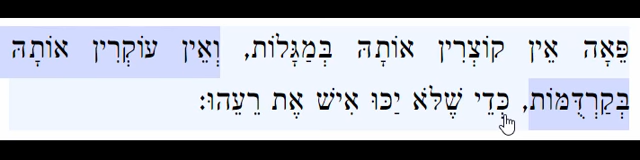 פֵּאָה אֵין קוֹצְרִין אוֹתָהּ בְּמַגָּלוֹת, וְאֵין עוֹקְרִין אוֹתָהּ
בְּקַרְדֻּמּוֹת, כְּדֵי שֶׁלֹּא יַכּוּ אִישׁ אֶת רֵעֵהוּ: